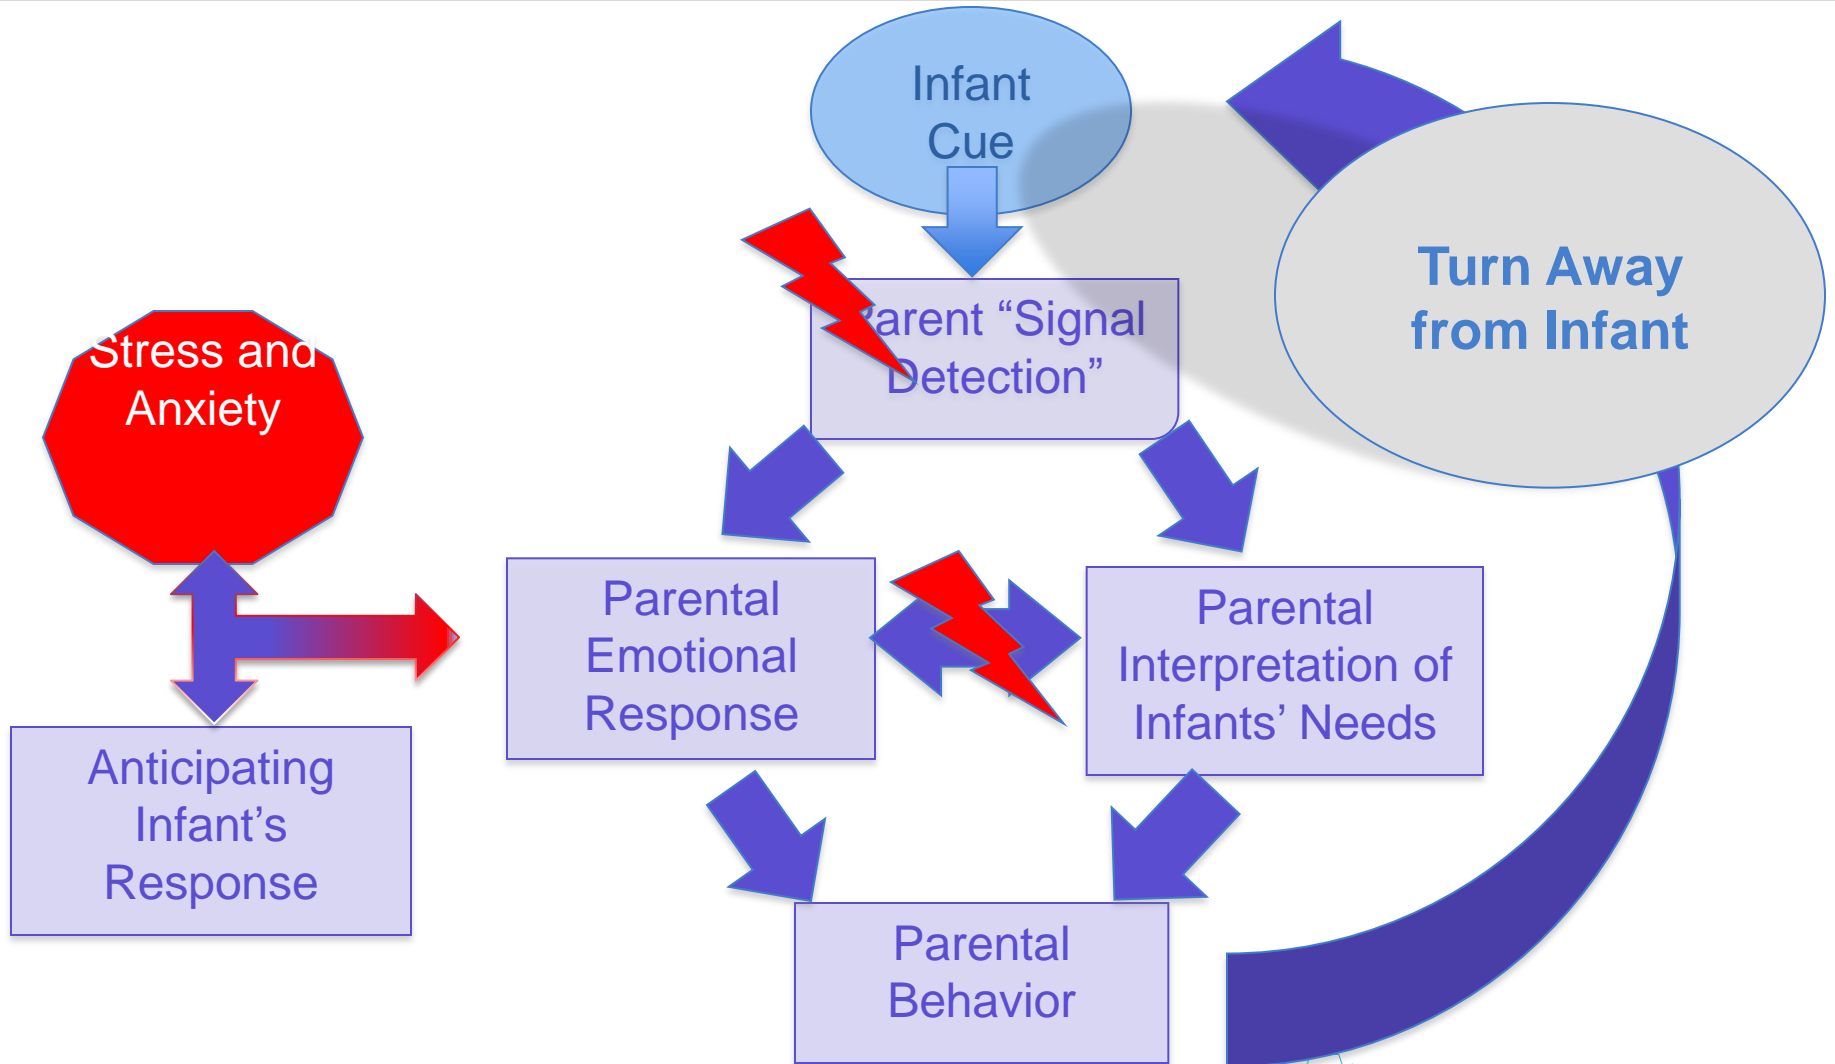 Infant
Cue
Turn Away
from Infant
Parent “Signal
Detection”
Stress and
Anxiety
Parental
Emotional
Response
Parental
Interpretation of
Infants’ Needs
Anticipating
Infant’s
Response
Parental
Behavior